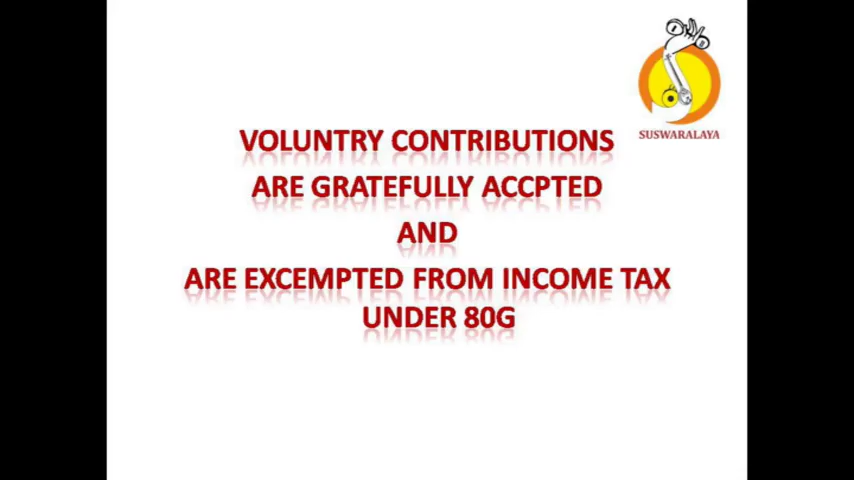 SUSWARALAYA
VOLUNTRY CONTRIBUTIONS
ARE GRATEFULLY ACCPTED
AND
ARE EXCEMPTED FROM INCOME TAX
UNDER 80G